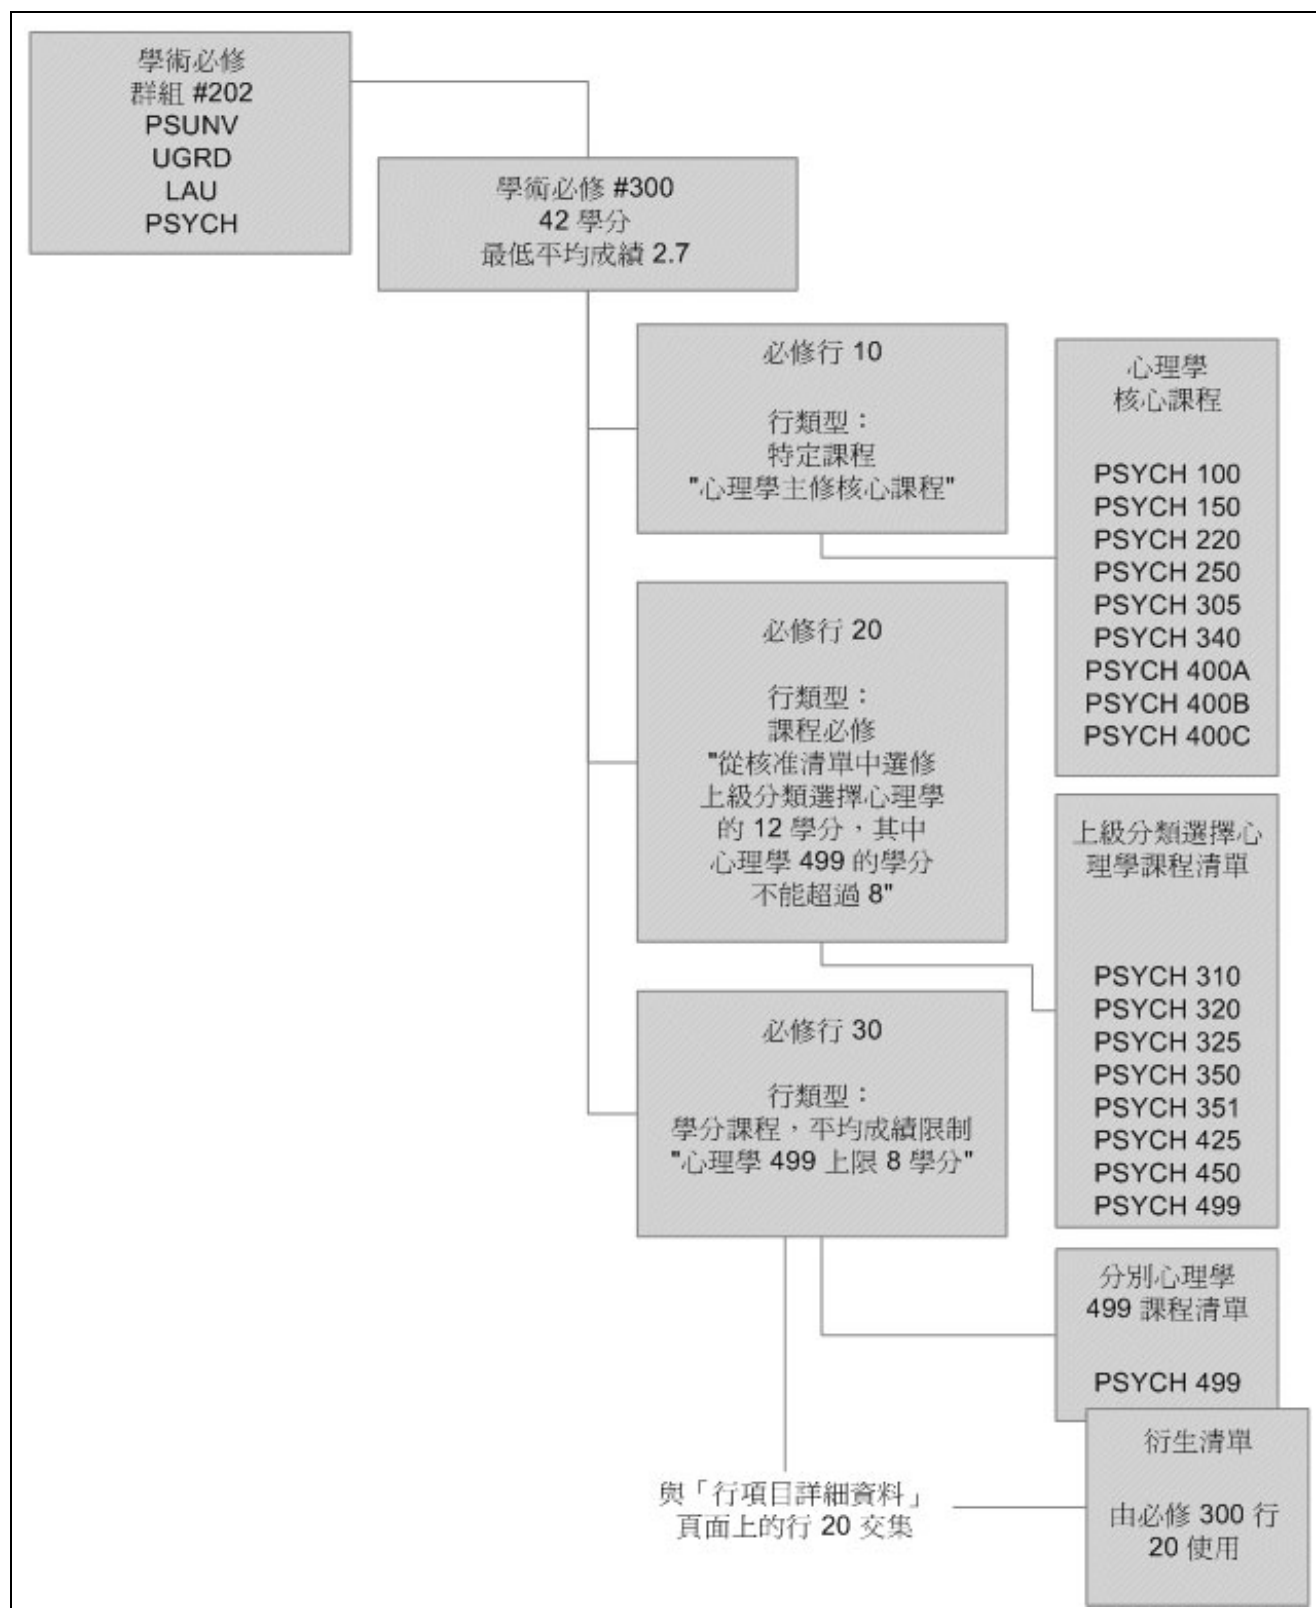 學術必修
群組 #202
PSUNV
UGRD
LAU
PSYCH
學術必修 #300
42 學分
最低平均成績 2.7
必修行 10
行類型：
特定課程
"心理學主修核心課程"
心理學
核心課程
PSYCH 100
PSYCH 150
PSYCH 220
PSYCH 250
PSYCH 305
PSYCH 340
PSYCH 400A
PSYCH 400B
PSYCH 400C
必修行 20
行類型：
課程必修
"從核准清單中選修
上級分類選擇心理學
的 12 學分，其中
心理學 499 的學分
不能超過 8"
上級分類選擇心
理學課程清單
PSYCH 310
PSYCH 320
PSYCH 325
PSYCH 350
PSYCH 351
PSYCH 425
PSYCH 450
PSYCH 499
必修行 30
行類型：
學分課程，平均成績限制
"心理學 499 上限 8 學分"
分別心理學
499 課程清單
PSYCH 499
與「行項目詳細資料」
頁面上的行 20 交集
衍生清單
由必修 300 行
20 使用